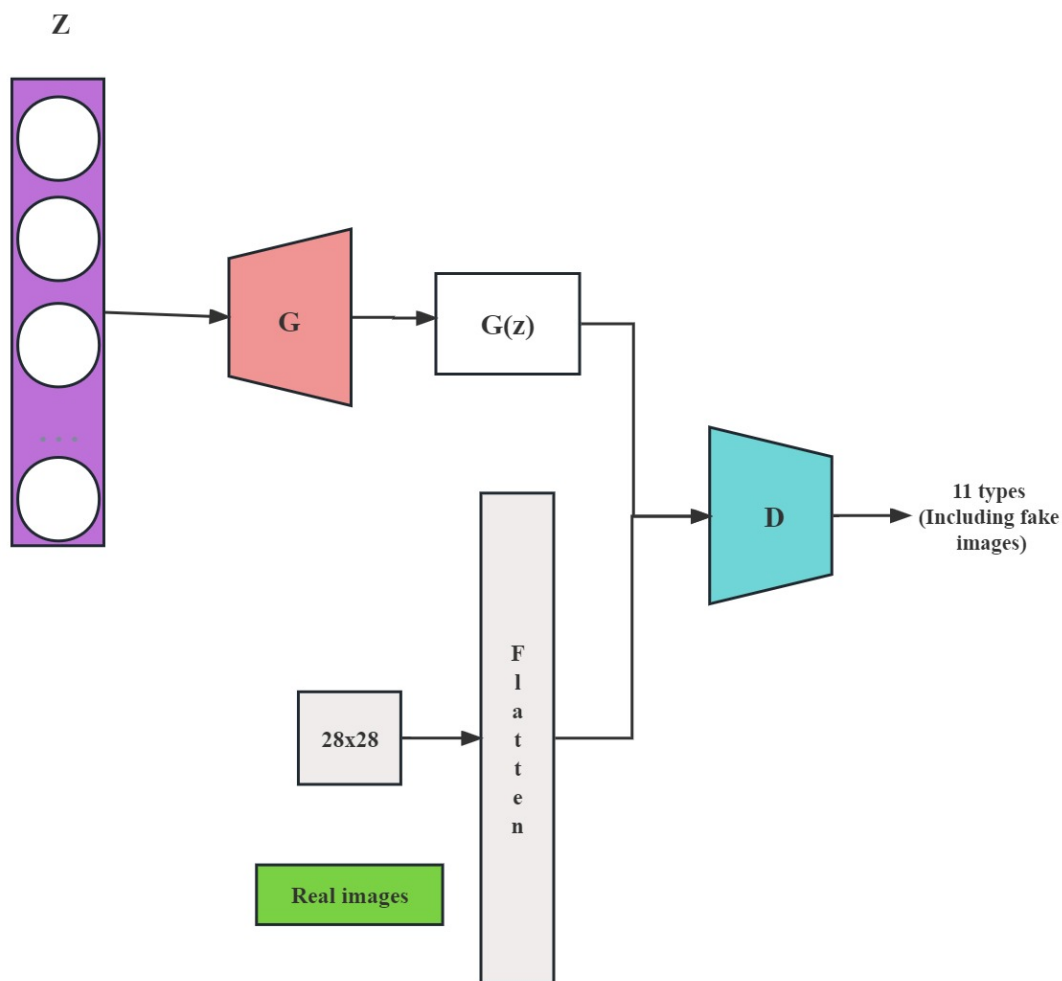 Z
G
G(z)
D
11 types
(Including fake
images)
F
l
a
t
t
e
n
28x28
Real images